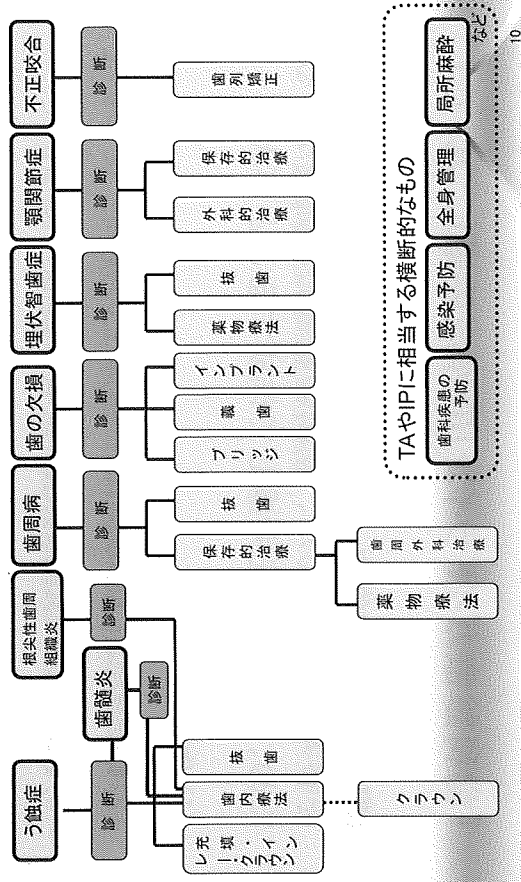 う蝕症
歯髄炎
根尖性歯周
組織炎
歯周病
歯の欠損
埋伏智歯症
顎関節症
不正咬合
診断
診断
診断
診断
診断
診断
診断
診断
充填・イン
レー・クラウン
歯内療法
抜歯
クラウン
保存的治療
抜歯
薬物療法
歯周外科治療
ブリッジ
義歯
インプラント
薬物療法
抜歯
外科的治療
保存的治療
歯列矯正
TAやIPIに相当する横断的なもの
歯科疾患の
予防
感染予防
全身管理
局所麻酔
など
10